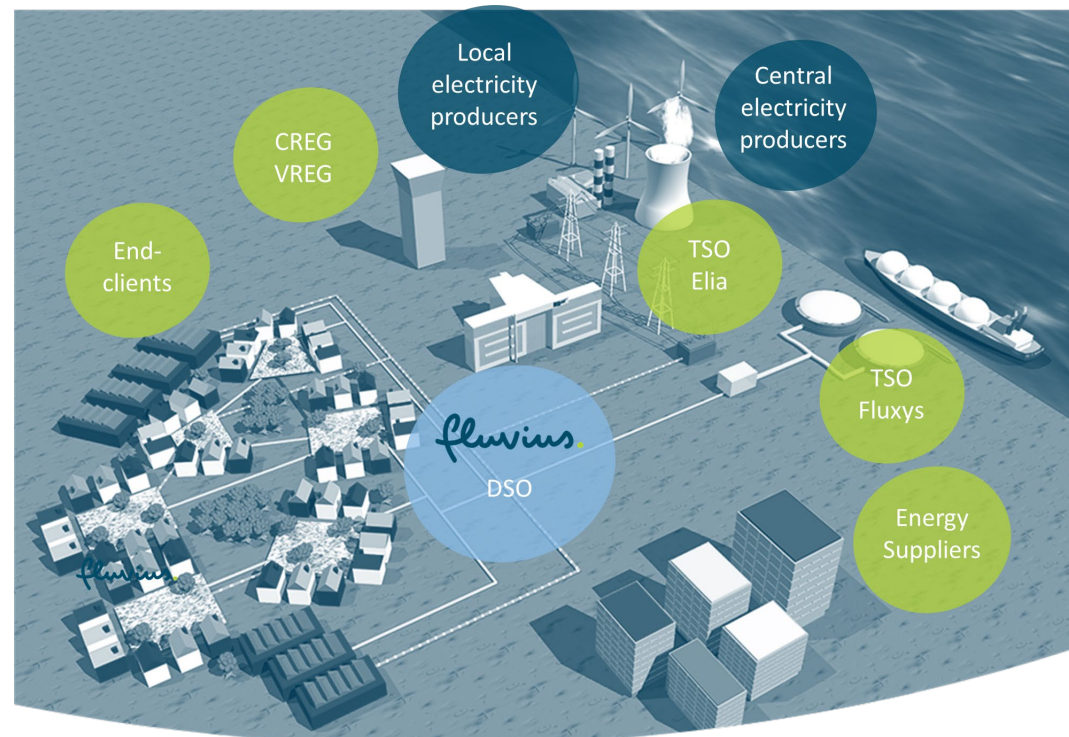 Local
electricity
producers
Central
electricity
producers
CREG
VREG
End-
clients
TSO
Elia
TSO
Fluxys
fluvius.
DSO
Energy
Suppliers
fluvius.